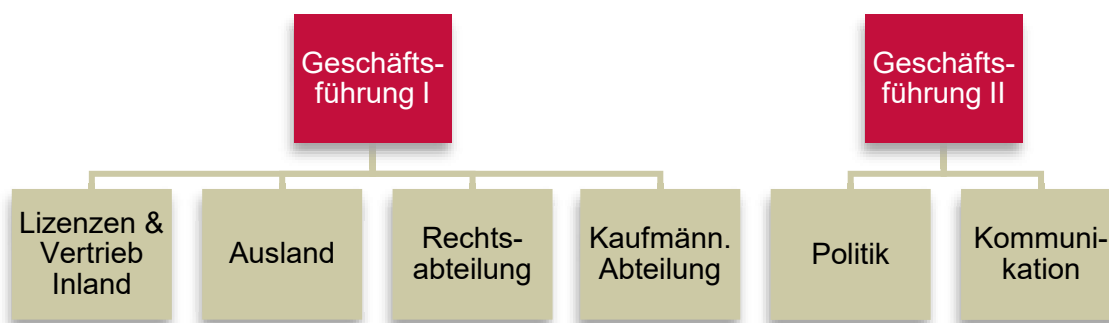 Geschäfts-
führung I
Geschäfts-
führung II
Lizenzen &
Vertrieb
Inland
Ausland
Rechts-
abteilung
Kaufmänn.
Abteilung
Politik
Kommuni-
kation